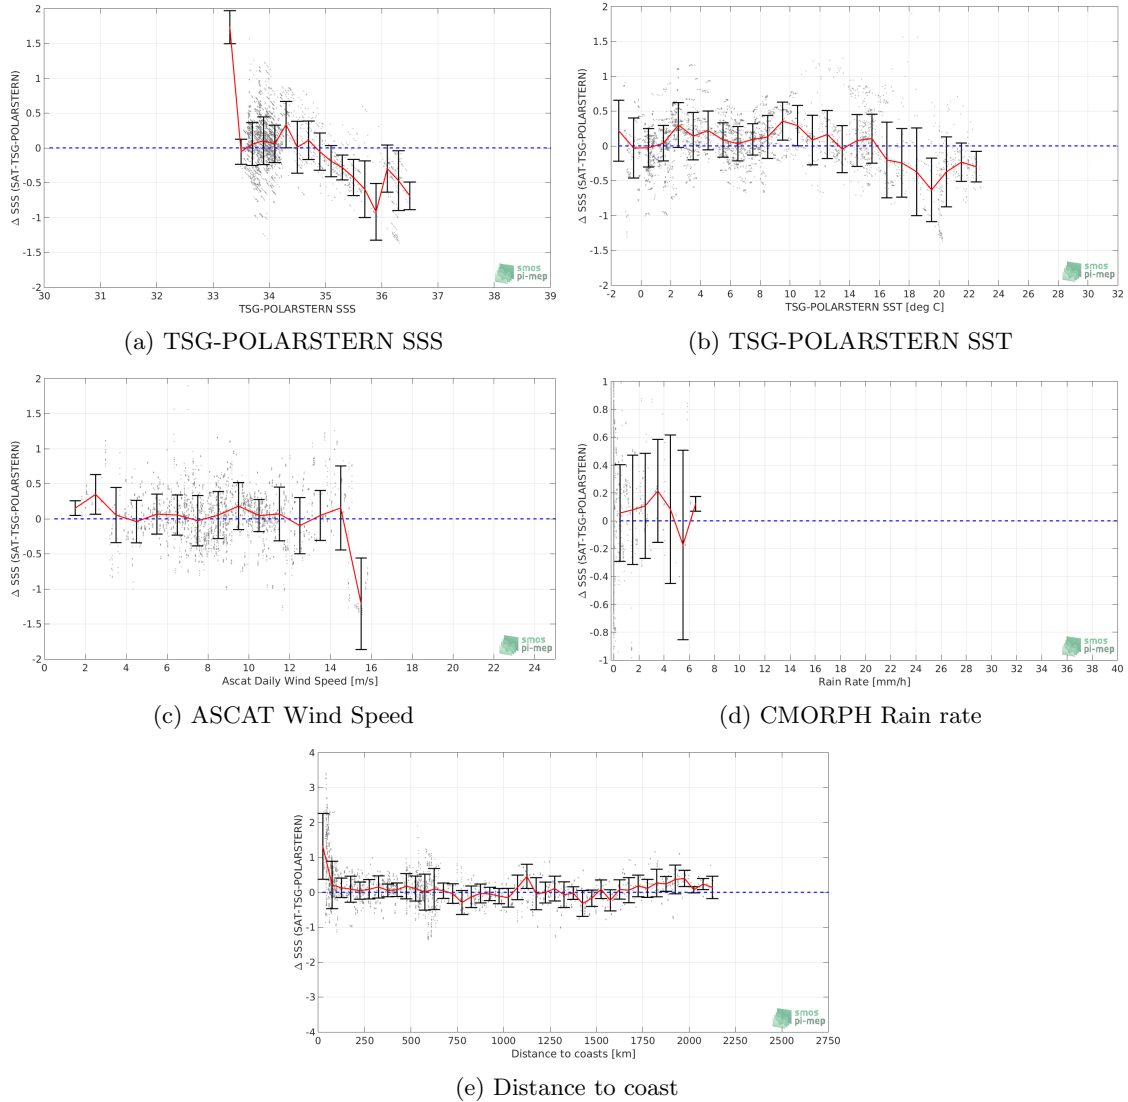 2
1.5
1
0.5
0
-0.5
-1
-1.5
-2
Δ SSS (SAT-TSG-POLARSTERN)
30 31 32 33 34 35 36 37 38 39
TSG-POLARSTERN SSS
smos
pi-mep
(a) TSG-POLARSTERN SSS
2
1.5
1
0.5
0
-0.5
-1
-1.5
-2
Δ SSS (SAT-TSG-POLARSTERN)
-2 0 2 4 6 8 10 12 14 16 18 20 22 24 26 28 30 32
TSG-POLARSTERN SST [deg C]
smos
pi-mep
(b) TSG-POLARSTERN SST
2
1.5
1
0.5
0
-0.5
-1
-1.5
-2
Δ SSS (SAT-TSG-POLARSTERN)
2 4 6 8 10 12 14 16 18 20 22 24
Ascat Daily Wind Speed [m/s]
smos
pi-mep
(c) ASCAT Wind Speed
1
0.8
0.6
0.4
0.2
0
-0.2
-0.4
-0.6
-0.8
-1
Δ SSS (SAT-TSG-POLARSTERN)
0 2 4 6 8 10 12 14 16 18 20 22 24 26 28 30 32 34 36 38 40
Rain Rate [mm/h]
smos
pi-mep
(d) CMORPH Rain rate
4
3
2
1
0
-1
-2
-3
-4
Δ SSS (SAT-TSG-POLARSTERN)
0 250 500 750 1000 1250 1500 1750 2000 2250 2500 2750
Distance to coasts [km]
smos
pi-mep
(e) Distance to coast